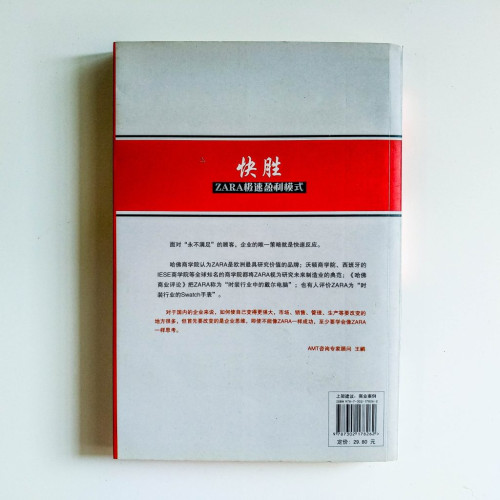 快胜
ZARA极速盈利模式
面对“永不满足”的顾客，企业的唯一策略就是快速反应。
哈佛商学院认为ZARA是欧洲最具研究价值的品牌；沃顿商学院、西班牙的
IESE商学院等全球知名的商学院都将ZARA视为研究未来制造业的典范；《哈佛
商业评论》把ZARA称为“时装行业中的戴尔电脑”；也有人评价ZARA为“时
装行业的Swatch手表”。
对于国内的企业来说，如何使自己变得更强大，市场、销售、管理、生产等要改变的
地方很多，但首先要改变的是企业思维，即便不能像ZARA一样成功，至少要学会像ZARA
一样思考。
AMT咨询专家顾问 王鹏
上架建议：商业案例
定价：29.80 元